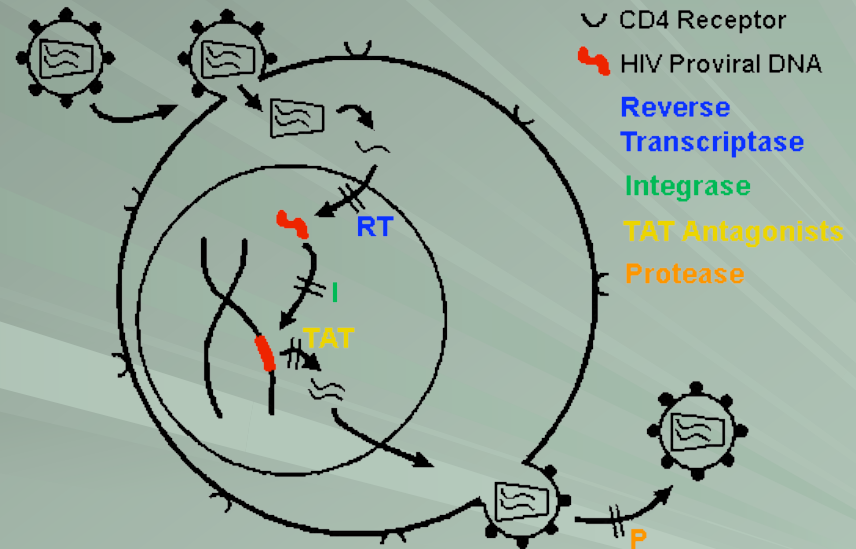 CD4 Receptor
HIV Proviral DNA
Reverse
Transcriptase
Integrase
TAT Antagonists
Protease
RT
I
TAT
P